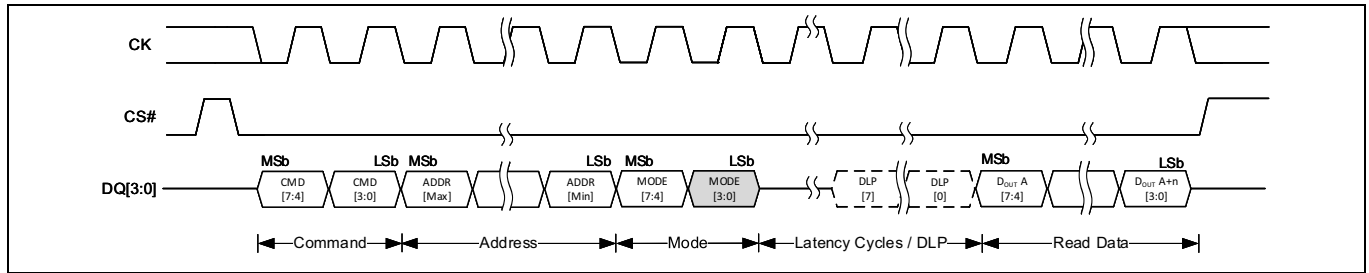 CK
CS#
MSb LSb MSb LSb MSb LSb MSb LSb
DQ[3:0]
CMD [7:4]
CMD [3:0]
ADDR [Max]
ADDR [Min]
MODE [7:4]
MODE [3:0]
DLP [7]
DLP [0]
DOUT A [7:4]
DOUT A+n [3:0]
Command Address Mode Latency Cycles / DLP Read Data